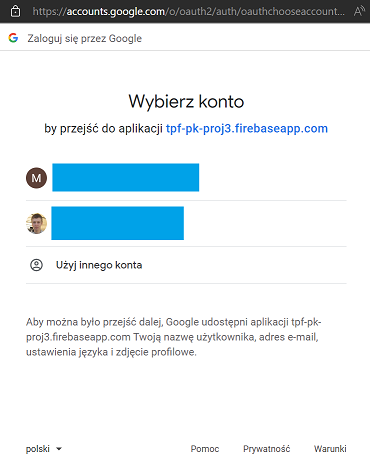 https://accounts.google.com/o/oauth2/auth/oauthchooseaccount...
Zaloguj się przez Google
Wybierz konto
by przejść do aplikacji tpf-pk-proj3.firebaseapp.com
M
Użyj innego konta
Aby można było przejść dalej, Google udostępni aplikacji tpf-pk-
proj3.firebaseapp.com Twoją nazwę użytkownika, adres e-mail,
ustawienia języka i zdjęcie profilowe.
polski Pomoc Prywatność Warunki